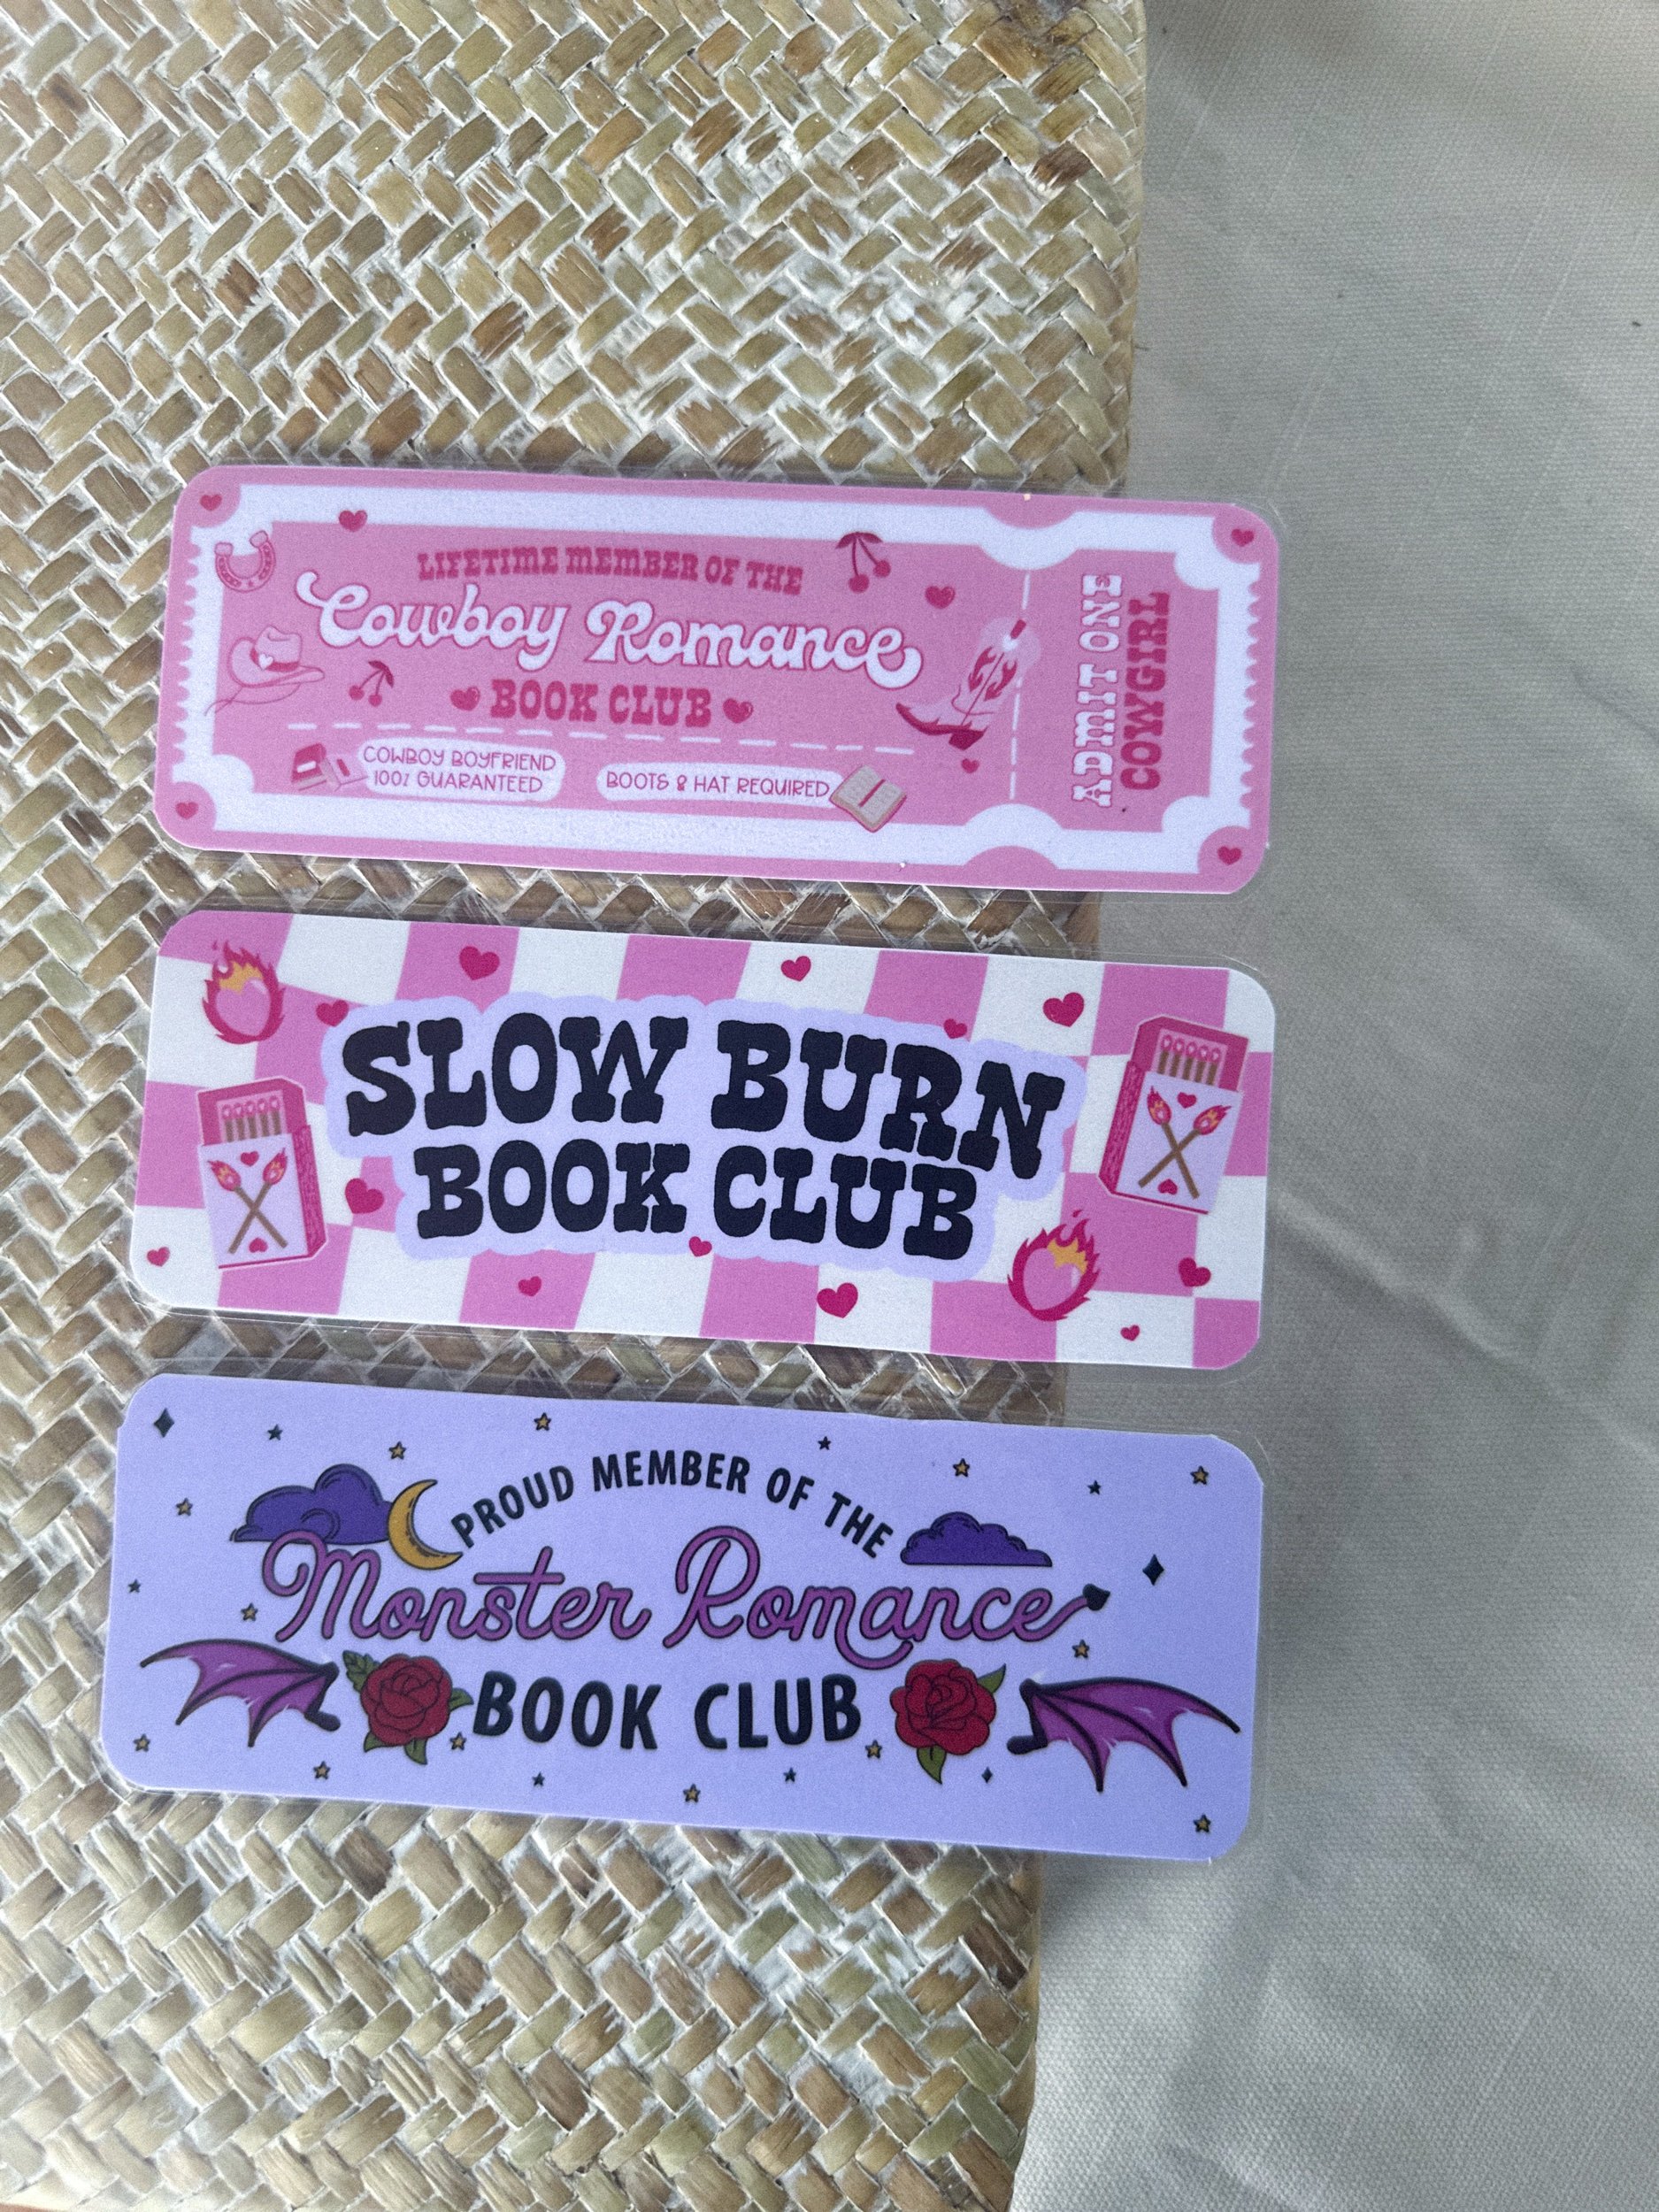 LIFETIME MEMBER OF THE
Cowboy Romance
BOOK CLUB
COWBOY BOYFRIEND
100% GUARANTEED
BOOTS & HAT REQUIRED
ADMIT ONE
COWGIRL
SLOW BURN
BOOK CLUB
PROUD MEMBER OF THE
Monster Romance
BOOK CLUB